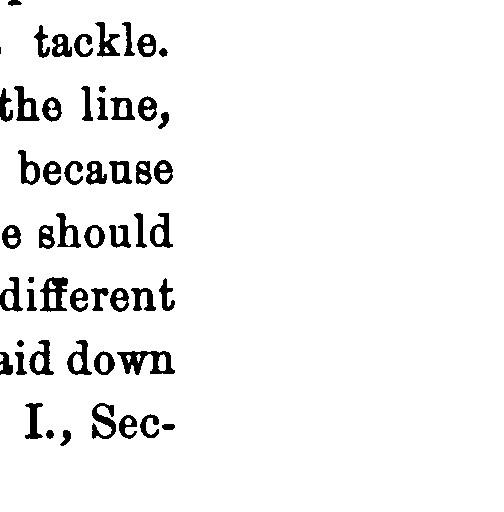 tackle.
the line,
because
e should
different
aid down
I., Sec-